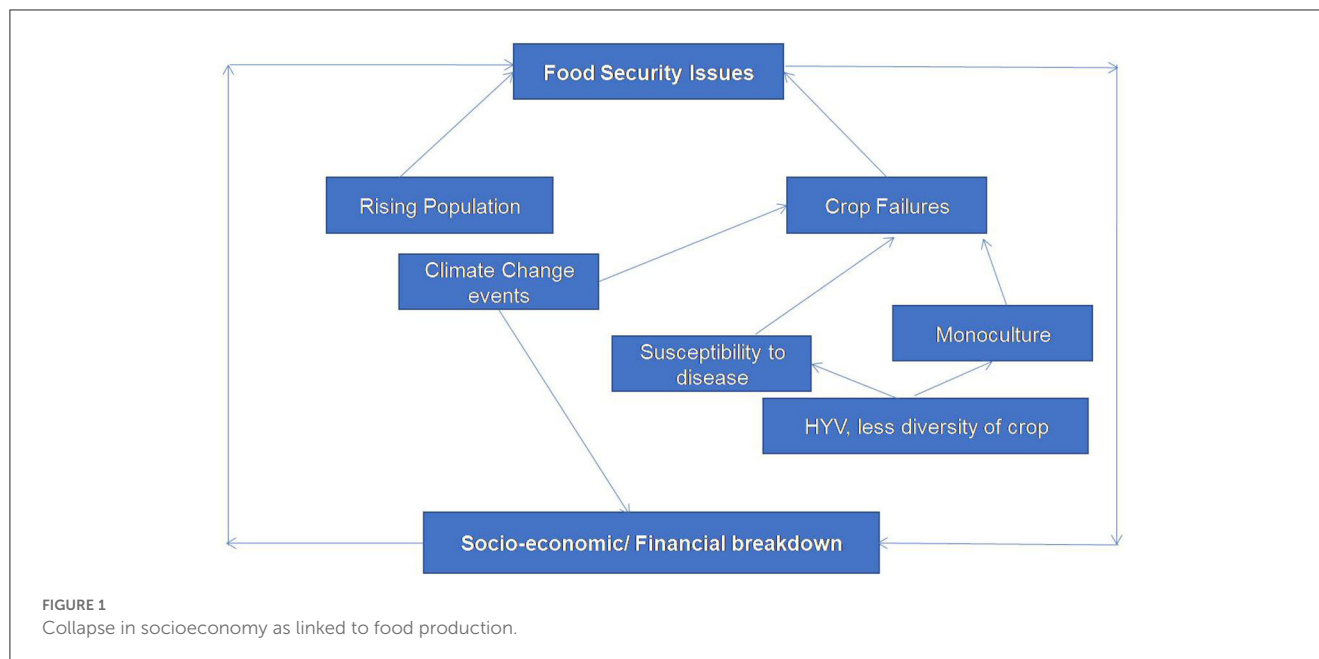 Food Security Issues
Rising Population
Crop Failures
Climate Change
events
Monoculture
Susceptibility to
disease
HYV, less diversity of crop
Socio-economic/ Financial breakdown
FIGURE 1
Collapse in socioeconomy as linked to food production.